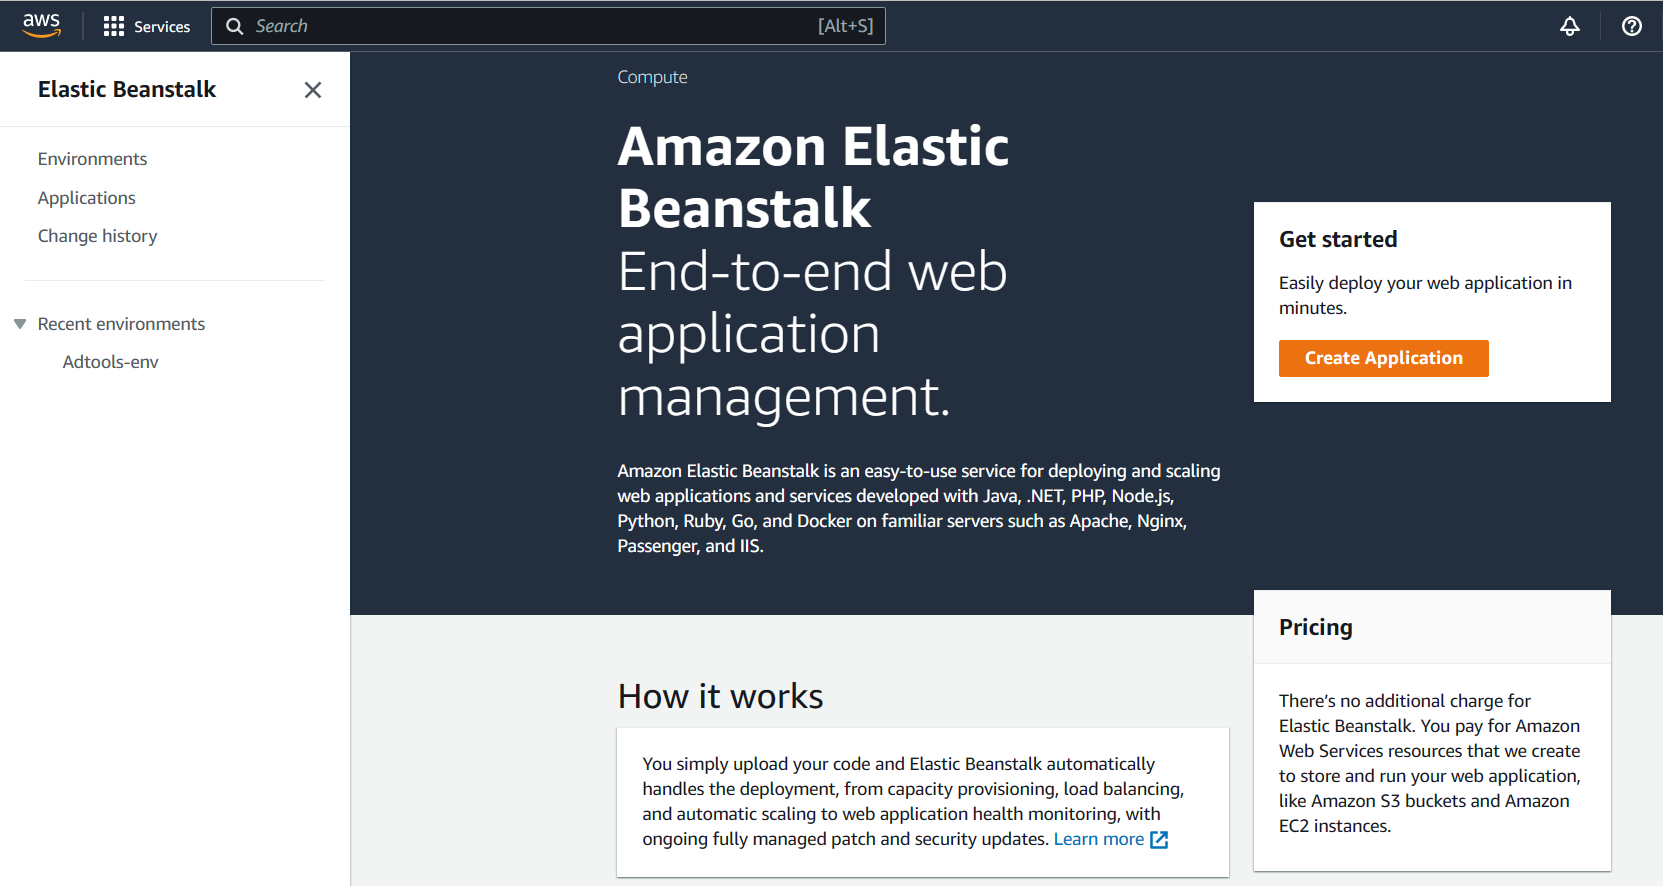 aws
Services
Search
[Alt+S]
Elastic Beanstalk
Environments
Applications
Change history
Recent environments
Adtools-env
Compute
Amazon Elastic
Beanstalk
End-to-end web
application
management.
Amazon Elastic Beanstalk is an easy-to-use service for deploying and scaling
web applications and services developed with Java, .NET, PHP, Node.js,
Python, Ruby, Go, and Docker on familiar servers such as Apache, Nginx,
Passenger, and IIS.
Get started
Easily deploy your web application in
minutes.
Create Application
How it works
You simply upload your code and Elastic Beanstalk automatically
handles the deployment, from capacity provisioning, load balancing,
and automatic scaling to web application health monitoring, with
ongoing fully managed patch and security updates. Learn more
Pricing
There’s no additional charge for
Elastic Beanstalk. You pay for Amazon
Web Services resources that we create
to store and run your web application,
like Amazon S3 buckets and Amazon
EC2 instances.